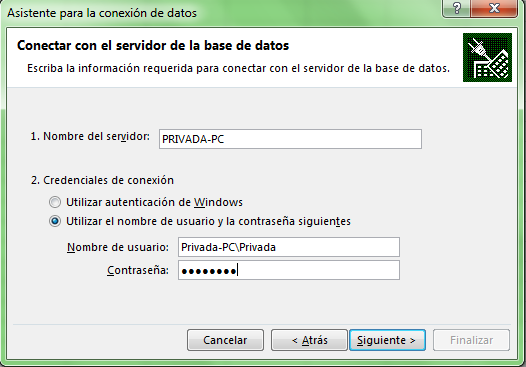 Asistente para la conexión de datos
?
Conectar con el servidor de la base de datos
Escriba la información requerida para conectar con el servidor de la base de datos.
1. Nombre del servidor: PRIVADA-PC
2. Credenciales de conexión
Utilizar autenticación de Windows
Utilizar el nombre de usuario y la contraseña siguientes
Nombre de usuario: Privada-PC\Privada
Contraseña: ●●●●●●●●
Cancelar < Atrás Siguiente > Finalizar